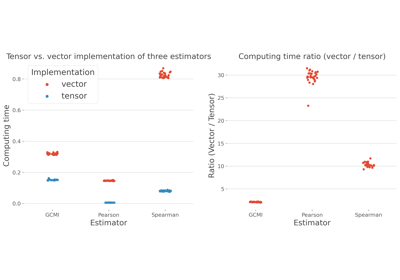 Tensor vs. vector implementation of three estimators
Implementation
vector
tensor
Computing time
0.8
0.6
0.4
0.2
0.0
GCMI
Pearson
Spearman
Estimator
Computing time ratio (vector / tensor)
Ratio (Vector / Tensor)
30
25
20
15
10
5
GCMI
Pearson
Spearman
Estimator